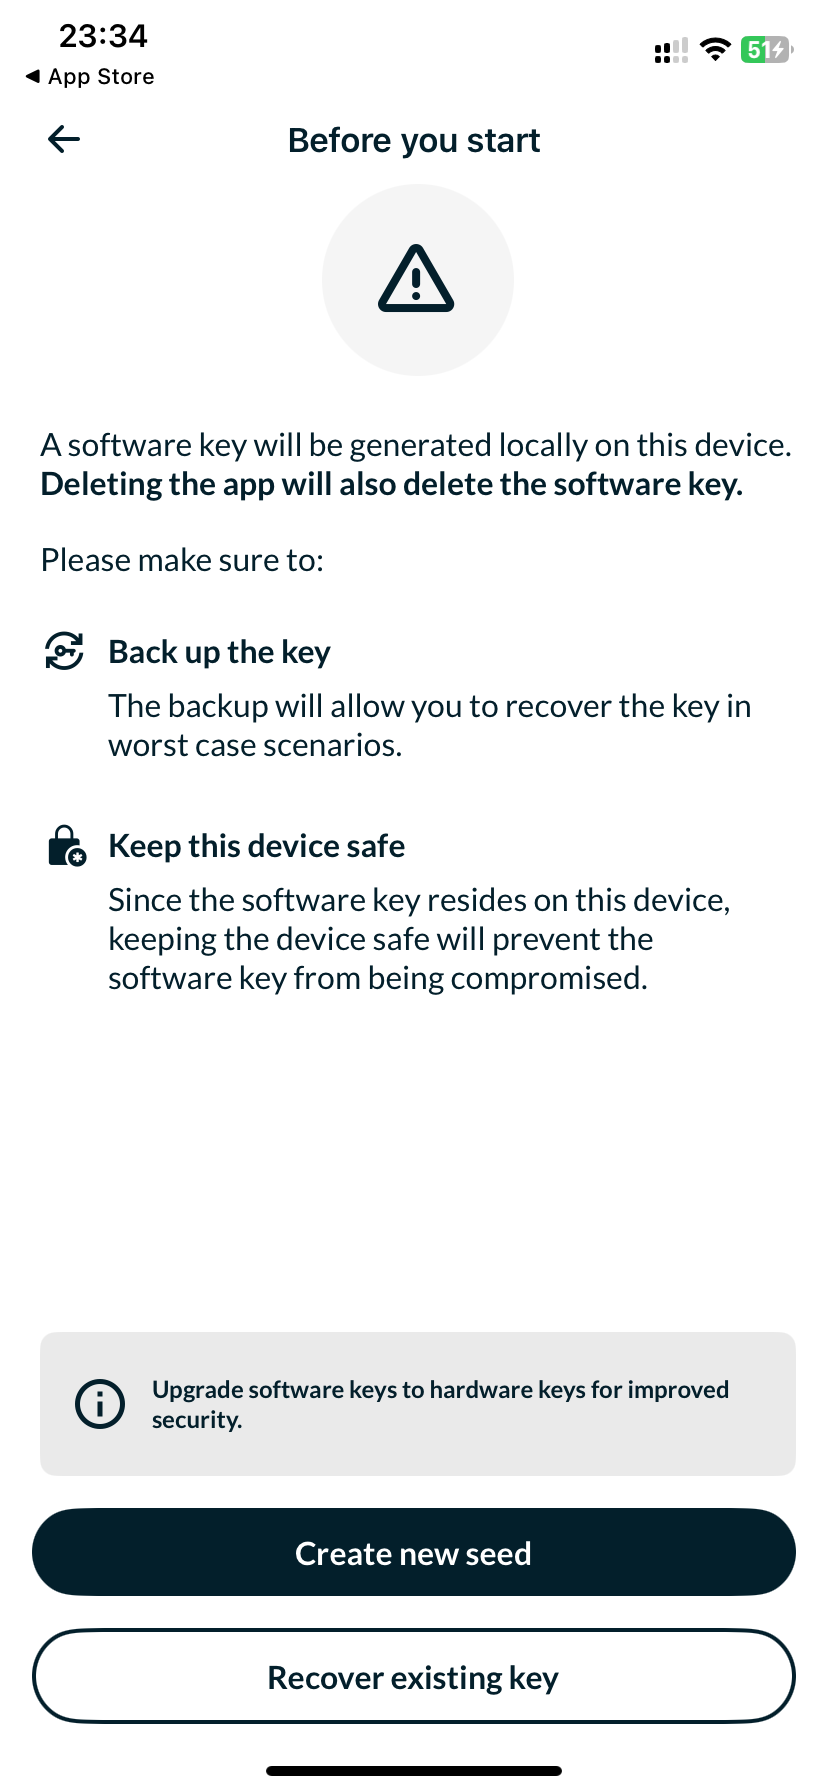 23:34
51
◀ App Store
Before you start
A software key will be generated locally on this device.
Deleting the app will also delete the software key.
Please make sure to:
Back up the key
The backup will allow you to recover the key in
worst case scenarios.
Keep this device safe
Since the software key resides on this device,
keeping the device safe will prevent the
software key from being compromised.
Upgrade software keys to hardware keys for improved
security.
Create new seed
Recover existing key